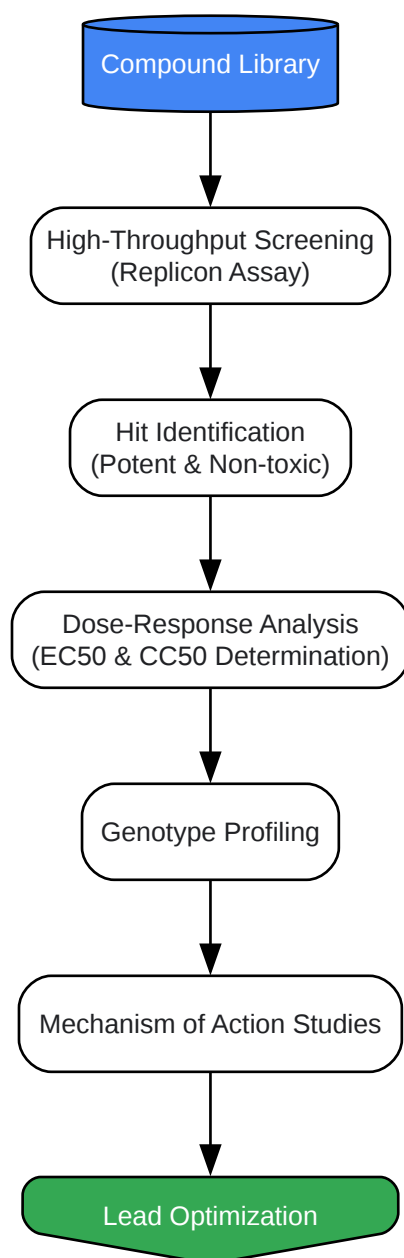 Compound Library
High-Throughput Screening
(Replicon Assay)
Hit Identification
(Potent & Non-toxic)
Dose-Response Analysis
(EC50 & CC50 Determination)
Genotype Profiling
Mechanism of Action Studies
Lead Optimization